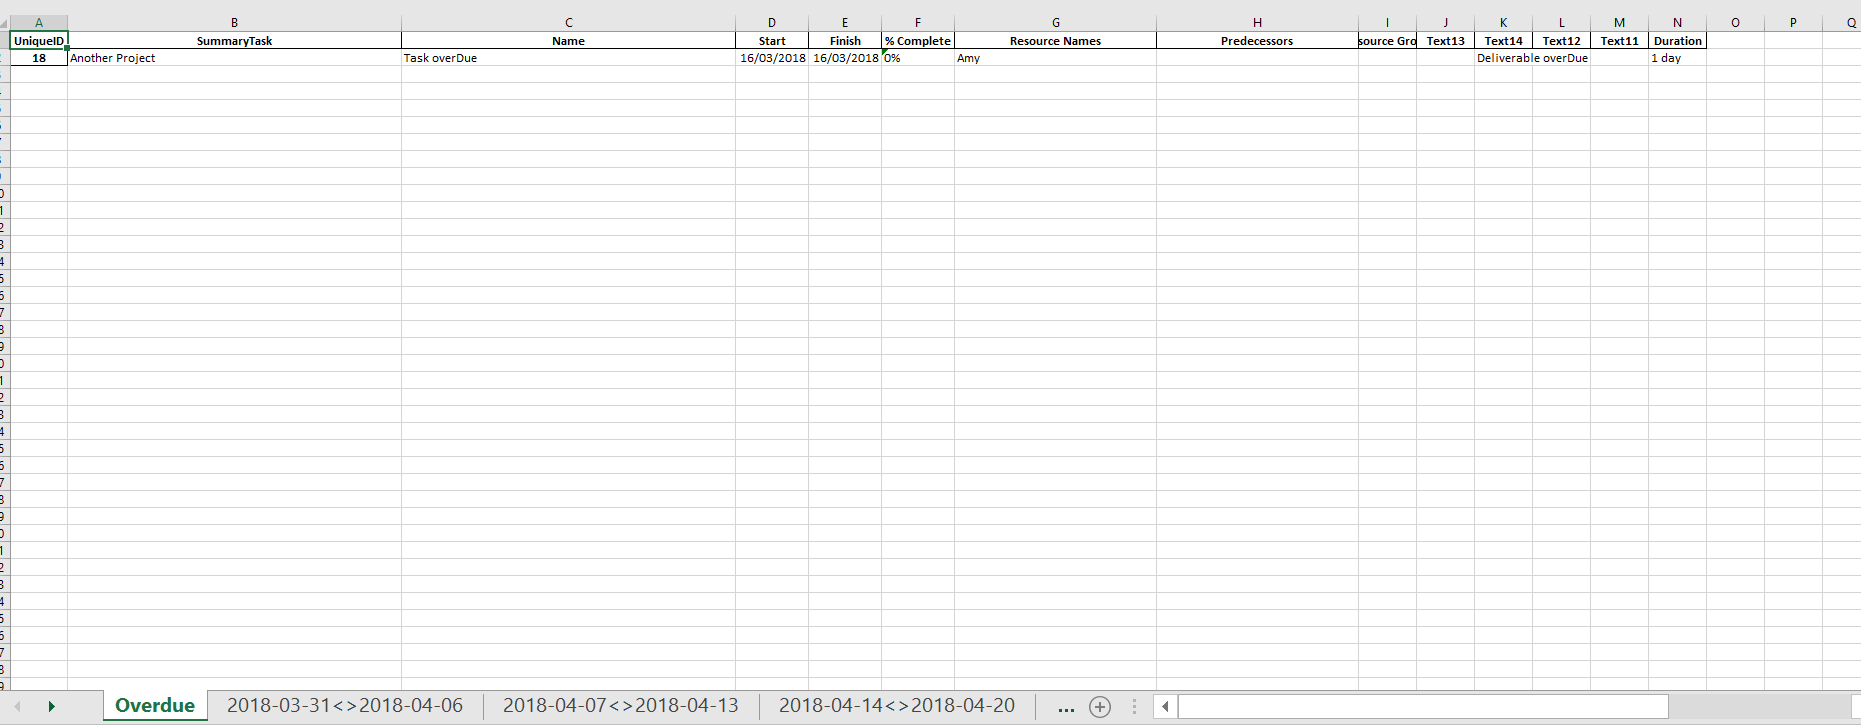 A B C D E F G H I J K L M N O P Q
UniqueID SummaryTask Name Start Finish % Complete Resource Names Predecessors source Gro Text13 Text14 Text12 Text11 Duration
18 Another Project Task overDue 16/03/2018 16/03/2018 0% Amy Deliverable overDue 1 day
Overdue 2018-03-31<>2018-04-06 2018-04-07<>2018-04-13 2018-04-14<>2018-04-20 ...